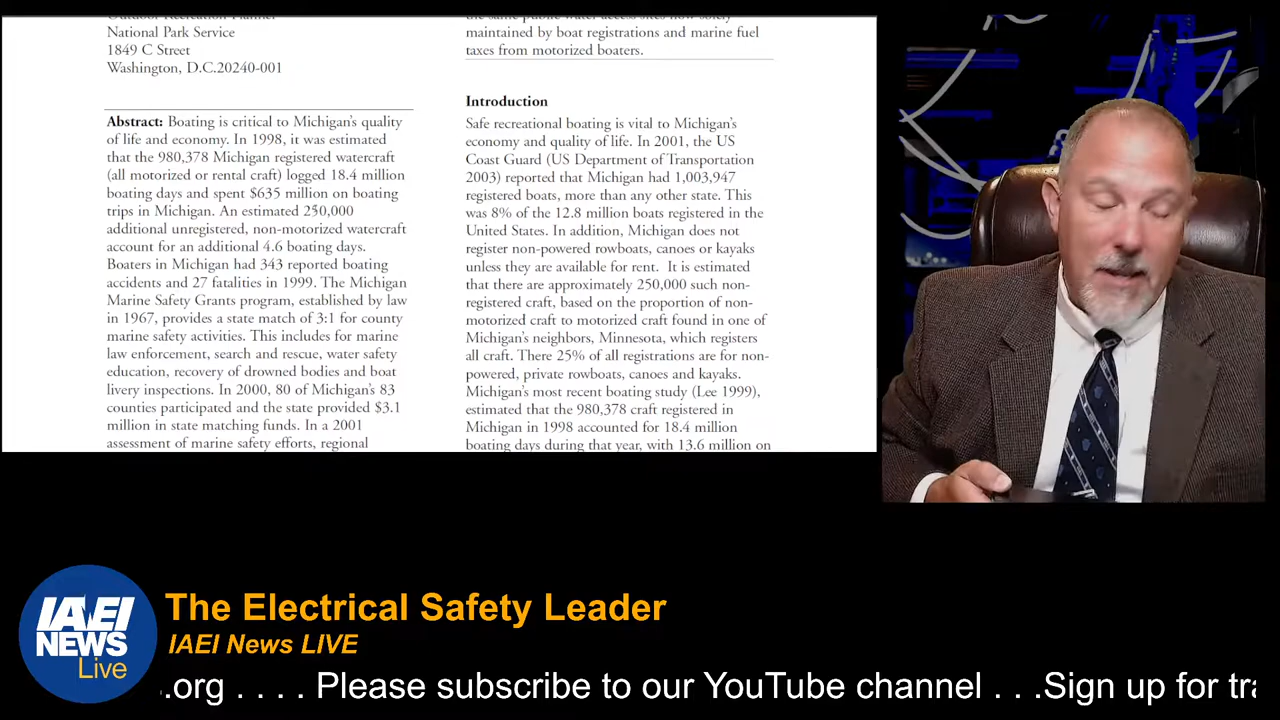 Outdoor Recreation Planner
National Park Service
1849 C Street
Washington, D.C.20240-001
Abstract: Boating is critical to Michigan's quality
of life and economy. In 1998, it was estimated
that the 980,378 Michigan registered watercraft
(all motorized or rental craft) logged 18.4 million
boating days and spent $635 million on boating
trips in Michigan. An estimated 250,000
additional unregistered, non-motorized watercraft
account for an additional 4.6 boating days.
Boaters in Michigan had 343 reported boating
accidents and 27 fatalities in 1999. The Michigan
Marine Safety Grants program, established by law
in 1967, provides a state match of 3:1 for county
marine safety activities. This includes for marine
law enforcement, search and rescue, water safety
education, recovery of drowned bodies and boat
livery inspections. In 2000, 80 of Michigan's 83
counties participated and the state provided $3.1
million in state matching funds. In a 2001
assessment of marine safety efforts, regional
the same public water access sites now solely
maintained by boat registrations and marine fuel
taxes from motorized boaters.
Introduction
Safe recreational boating is vital to Michigan's
economy and quality of life. In 2001, the US
Coast Guard (US Department of Transportation
2003) reported that Michigan had 1,003,947
registered boats, more than any other state. This
was 8% of the 12.8 million boats registered in the
United States. In addition, Michigan does not
register non-powered rowboats, canoes or kayaks
unless they are available for rent. It is estimated
that there are approximately 250,000 such non-
registered craft, based on the proportion of non-
motorized craft to motorized craft found in one of
Michigan's neighbors, Minnesota, which registers
all craft. There 25% of all registrations are for non-
powered, private rowboats, canoes and kayaks.
Michigan's most recent boating study (Lee 1999),
estimated that the 980,378 craft registered in
Michigan in 1998 accounted for 18.4 million
boating days during that year, with 13.6 million on
IAEI
NEWS
Live
The Electrical Safety Leader
IAEI News LIVE
.org . . . . Please subscribe to our YouTube channel . . .Sign up for tra